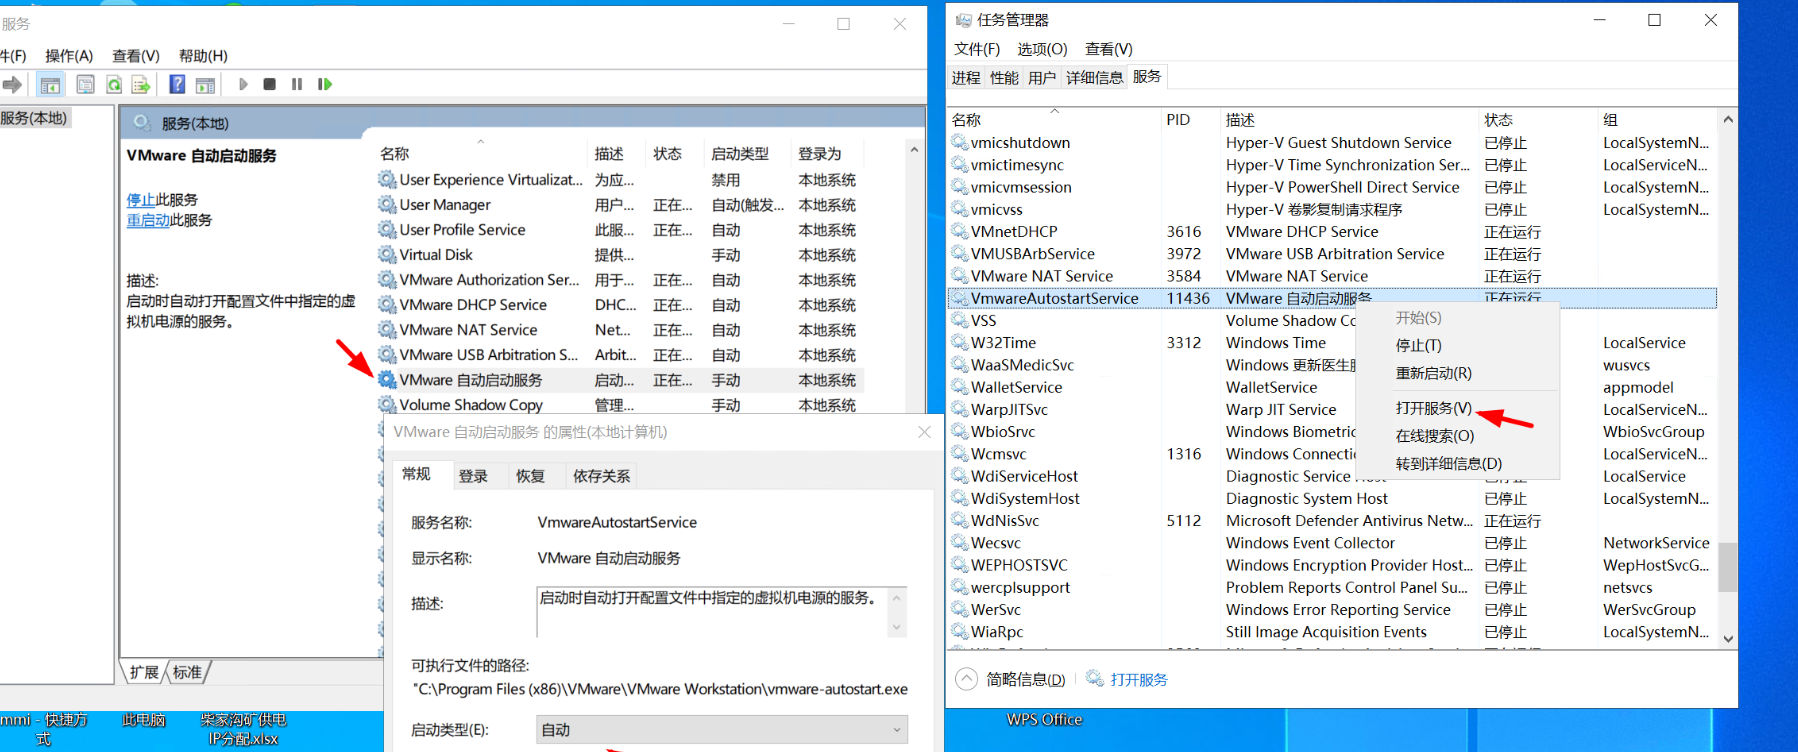 服务
件(F) 操作(A) 查看(V) 帮助(H)
服务(本地)
服务(本地)
VMware 自动启动服务
停止此服务
重启动此服务
描述:
启动时自动打开配置文件中指定的虚
拟机电源的服务。
名称 描述 状态 启动类型 登录为
User Experience Virtualizat... 为应... 禁用 本地系统
User Manager 用户... 正在... 自动(触发... 本地系统
User Profile Service 此服... 正在... 自动 本地系统
Virtual Disk 提供... 手动 本地系统
VMware Authorization Ser... 用于... 正在... 自动 本地系统
VMware DHCP Service DHC... 正在... 自动 本地系统
VMware NAT Service Net... 正在... 自动 本地系统
VMware USB Arbitration S... Arbit... 正在... 自动 本地系统
VMware 自动启动服务 启动... 正在... 手动 本地系统
Volume Shadow Copy 管理... 手动 本地系统
扩展 标准
VMware 自动启动服务 的属性(本地计算机)
常规 登录 恢复 依存关系
服务名称: VmwareAutostartService
显示名称: VMware 自动启动服务
描述: 启动时自动打开配置文件中指定的虚拟机电源的服务。
可执行文件的路径:
"C:\Program Files (x86)\VMware\VMware Workstation\vmware-autostart.exe
启动类型(E): 自动
mmi - 快捷方
式
此电脑
柴家沟矿供电
IP分配.xlsx
任务管理器
文件(F) 选项(O) 查看(V)
进程 性能 用户 详细信息 服务
名称 PID 描述 状态 组
vmicshutdown Hyper-V Guest Shutdown Service 已停止 LocalSystemN...
vmictimesync Hyper-V Time Synchronization Ser... 已停止 LocalServiceN...
vmicvmsession Hyper-V PowerShell Direct Service 已停止 LocalSystemN...
vmicvss Hyper-V 卷影复制请求程序 已停止 LocalSystemN...
VMnetDHCP 3616 VMware DHCP Service 正在运行
VMUSBArbService 3972 VMware USB Arbitration Service 正在运行
VMware NAT Service 3584 VMware NAT Service 正在运行
VmwareAutostartService 11436 VMware 自动启动服务 正在运行
VSS Volume Shadow Co
W32Time 3312 Windows Time LocalService
WaaSMedicSvc Windows 更新医生服 wusvcs
WalletService WalletService appmodel
WarpJITSvc Warp JIT Service LocalServiceN...
WbioSrvc Windows Biometric WbioSvcGroup
Wcmsvc 1316 Windows Connectic LocalServiceN...
WdiServiceHost Diagnostic Service Host 已停止 LocalService
WdiSystemHost Diagnostic System Host 已停止 LocalSystemN...
WdNisSvc 5112 Microsoft Defender Antivirus Netw... 正在运行
Wecsvc Windows Event Collector 已停止 NetworkService
WEPHOSTSVC Windows Encryption Provider Host... 已停止 WepHostSvcG...
wercplsupport Problem Reports Control Panel Su... 已停止 netsvcs
WerSvc Windows Error Reporting Service 已停止 WerSvcGroup
WiaRpc Still Image Acquisition Events 已停止 LocalSystemN...
开始(S)
停止(T)
重新启动(R)
打开服务(V)
在线搜索(O)
转到详细信息(D)
简略信息(D) 打开服务
WPS Office